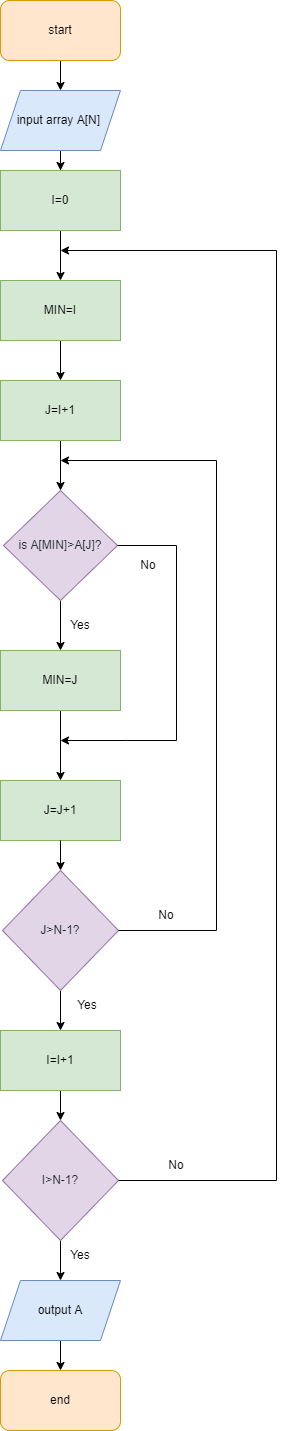 start
input array A[N]
I=0
MIN=I
J=I+1
is A[MIN]>A[J]?
No
Yes
MIN=J
J=J+1
J>N-1?
No
Yes
I=I+1
I>N-1?
No
Yes
output A
end